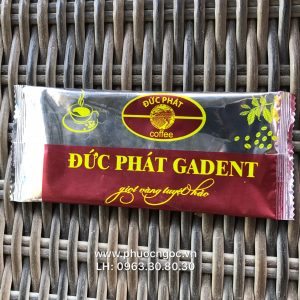 ĐỨC PHÁT
coffee
ĐỨC PHÁT GADENT
giọt vàng tuyệt hảo
www.phuocngoc.vn
LH: 0963.30.80.30